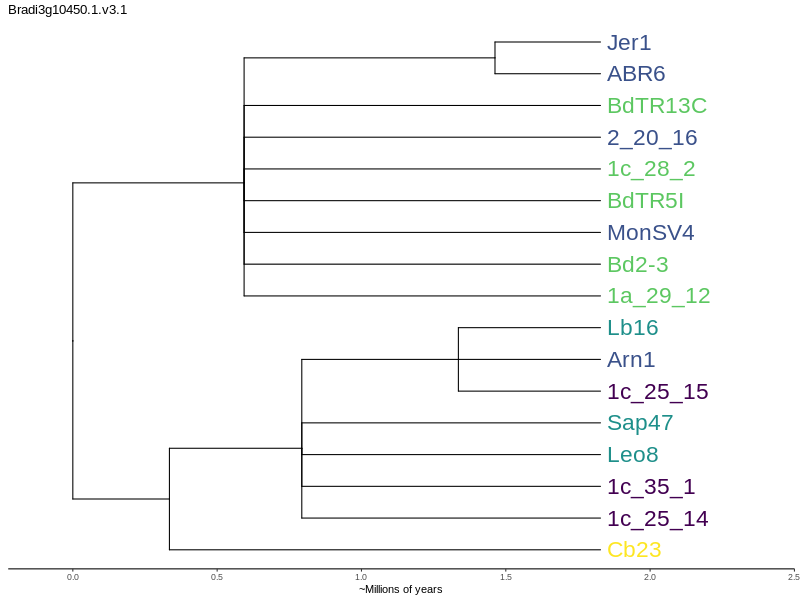 Bradi3g10450.1.v3.1
Jer1
ABR6
BdTR13C
2_20_16
1c_28_2
BdTR5I
MonSV4
Bd2-3
1a_29_12
Lb16
Arn1
1c_25_15
Sap47
Leo8
1c_35_1
1c_25_14
Cb23
0.0 0.5 1.0 1.5 2.0 2.5
~Millions of years